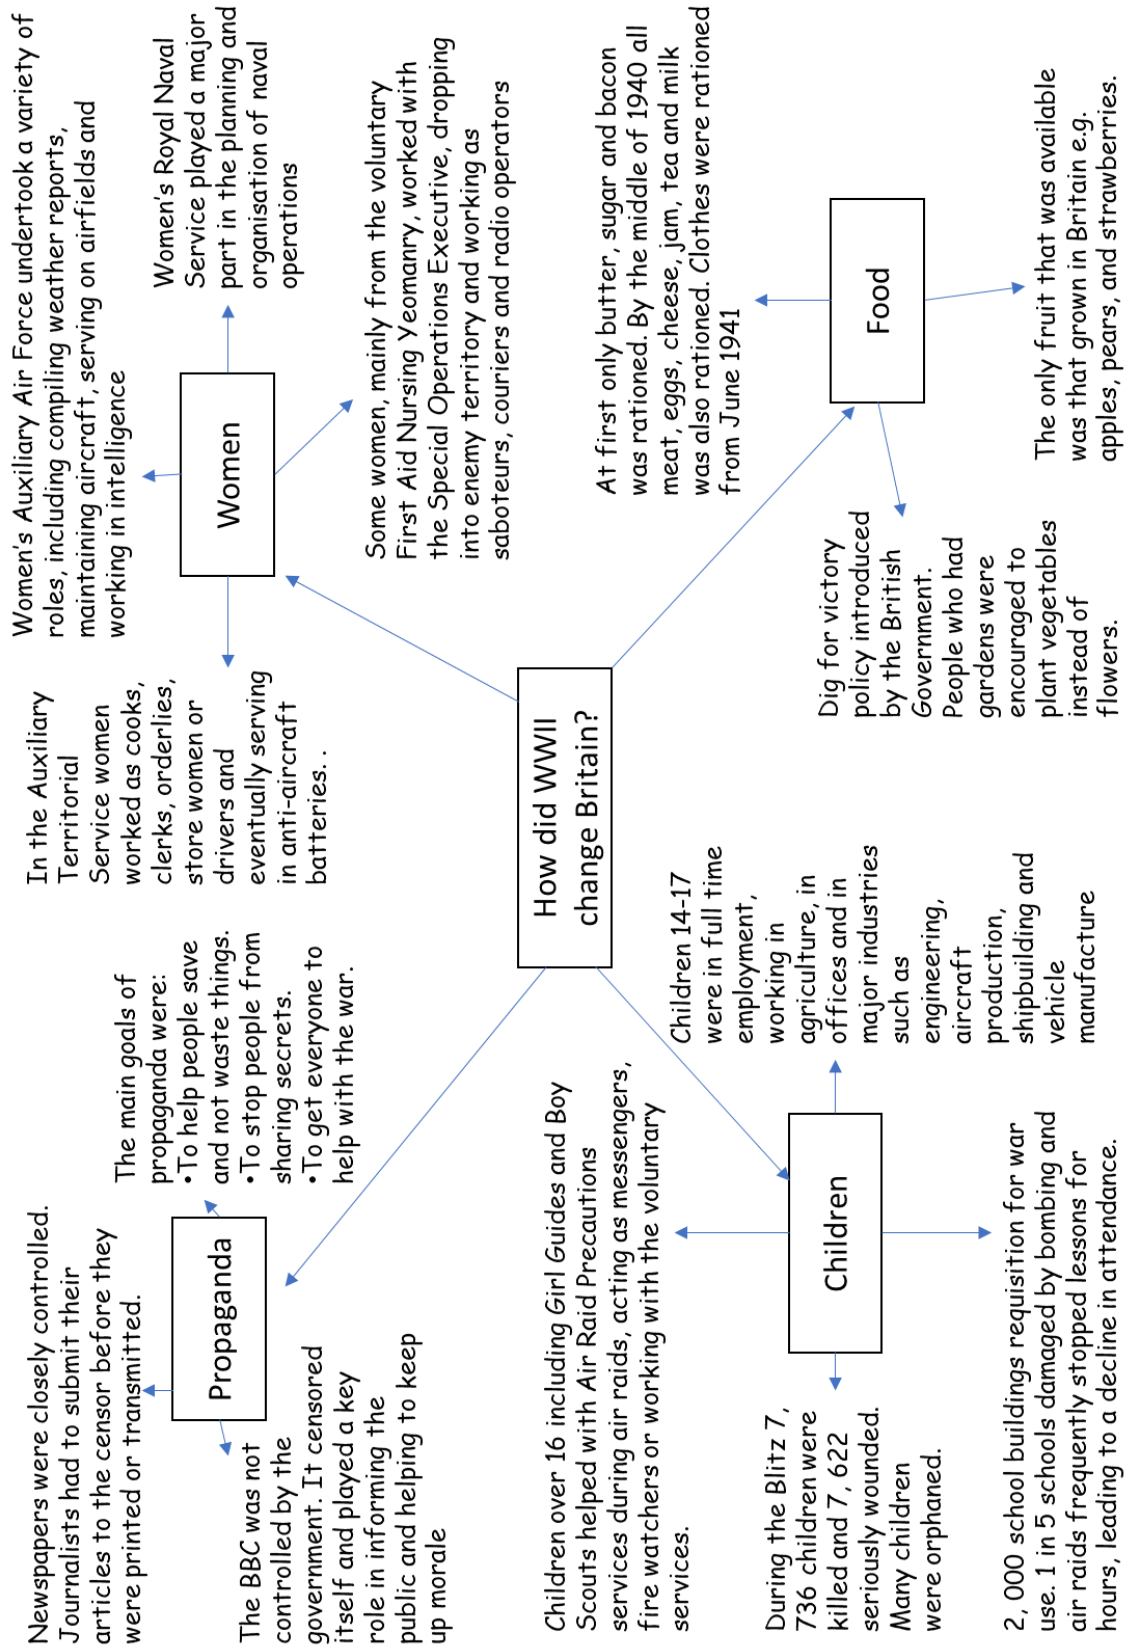 Newspapers were closely controlled.
Journalists had to submit their
articles to the censor before they
were printed or transmitted.
Propaganda
The main goals of
propaganda were:
•To help people save
and not waste things.
• To stop people from
sharing secrets.
• To get everyone to
help with the war.
The BBC was not
controlled by the
government. It censored
itself and played a key
role in informing the
public and helping to keep
up morale
In the Auxiliary
Territorial
Service women
worked as cooks,
clerks, orderlies,
store women or
drivers and
eventually serving
in anti-aircraft
batteries. .
Women's Auxiliary Air Force undertook a variety of
roles, including compiling weather reports,
maintaining aircraft, serving on airfields and
working in intelligence
Women
Women's Royal Naval
Service played a major
part in the planning and
organisation of naval
operations
Some women, mainly from the voluntary
First Aid Nursing Yeomanry, worked with
the Special Operations Executive, dropping
into enemy territory and working as
saboteurs, couriers and radio operators
How did WWII
change Britain?
Children over 16 including Girl Guides and Boy
Scouts helped with Air Raid Precautions
services during air raids, acting as messengers,
fire watchers or working with the voluntary
services.
Children
Children 14-17
were in full time
employment,
working in
agriculture, in
offices and in
major industries
such as
engineering,
aircraft
production,
shipbuilding and
vehicle
manufacture
During the Blitz 7,
736 children were
killed and 7, 622
seriously wounded.
Many children
were orphaned.
2, 000 school buildings requisition for war
use. 1 in 5 schools damaged by bombing and
air raids frequently stopped lessons for
hours, leading to a decline in attendance.
At first only butter, sugar and bacon
was rationed. By the middle of 1940 all
meat, eggs, cheese, jam, tea and milk
was also rationed. Clothes were rationed
from June 1941
Food
Dig for victory
policy introduced
by the British
Government.
People who had
gardens were
encouraged to
plant vegetables
instead of
flowers.
The only fruit that was available
was that grown in Britain e.g.
apples, pears, and strawberries.